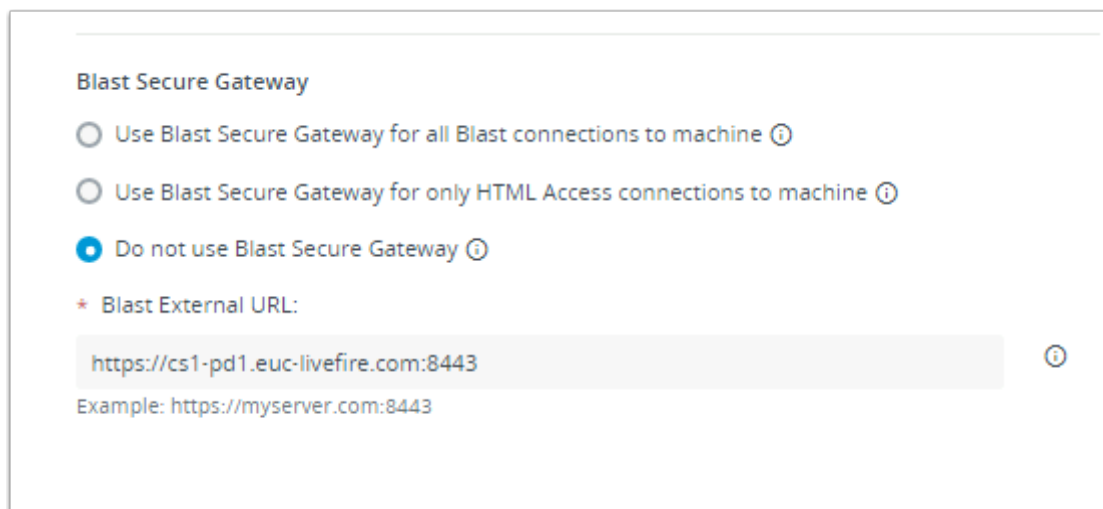 Blast Secure Gateway
Use Blast Secure Gateway for all Blast connections to machine
Use Blast Secure Gateway for only HTML Access connections to machine
Do not use Blast Secure Gateway
* Blast External URL:
https://cs1-pd1.euc-livefire.com:8443
Example: https://myserver.com:8443